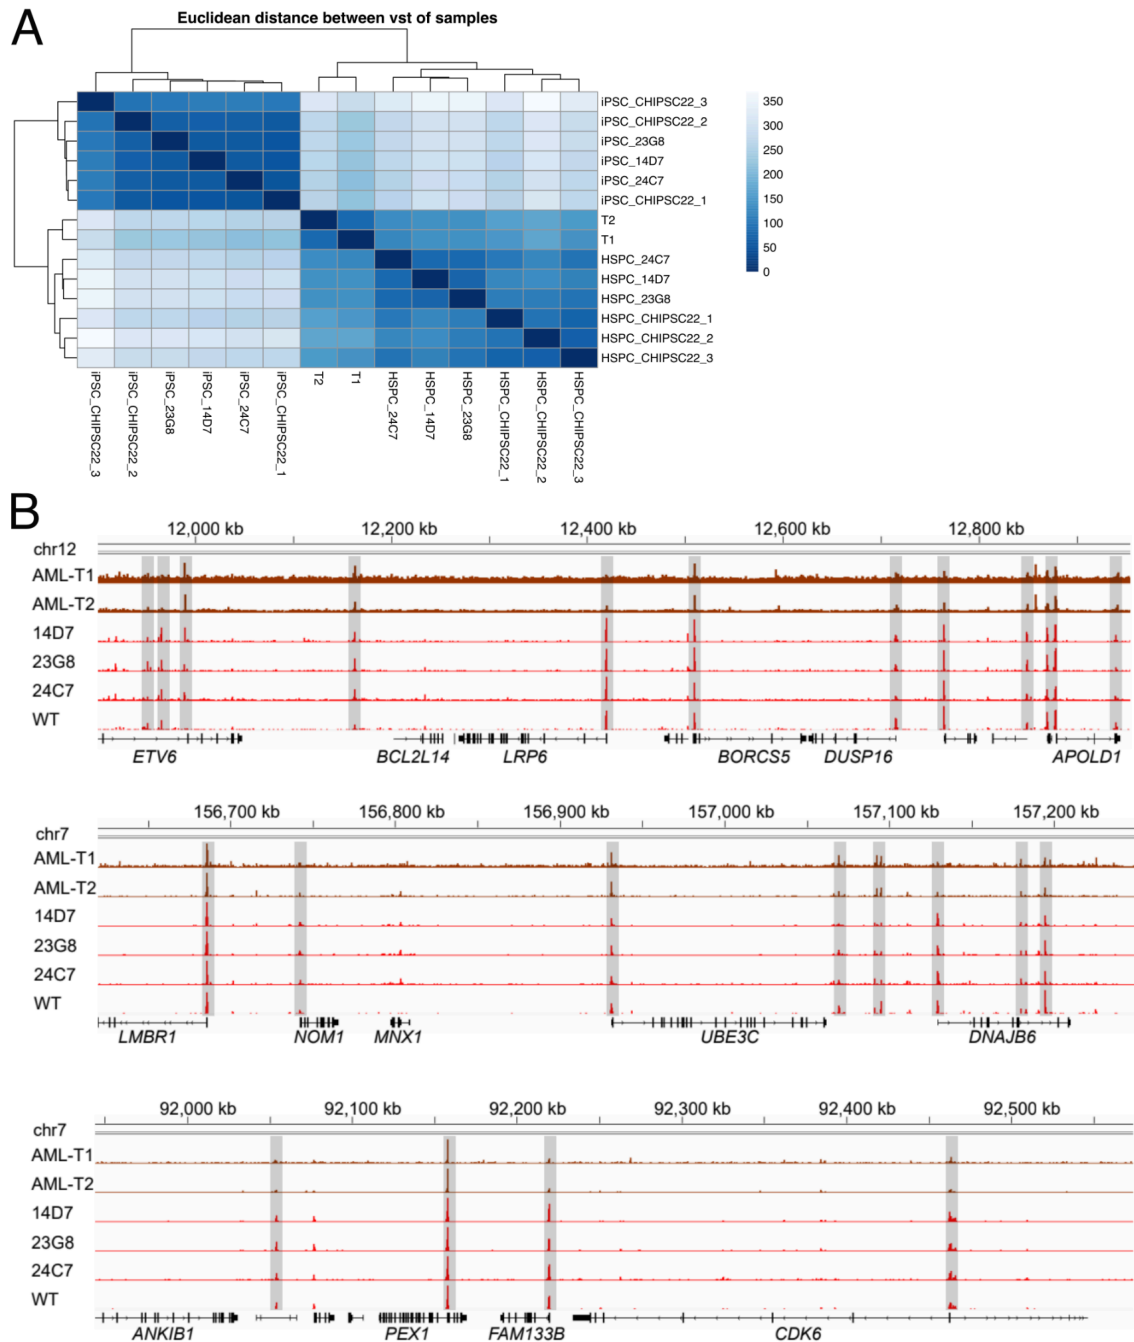 A
Euclidean distance between vst of samples
iPSC_CHIPSC22_3
iPSC_CHIPSC22_2
iPSC_23G8
iPSC_14D7
iPSC_24C7
iPSC_CHIPSC22_1
T2
T1
HSPC_24C7
HSPC_14D7
HSPC_23G8
HSPC_CHIPSC22_1
HSPC_CHIPSC22_2
HSPC_CHIPSC22_3
350
300
250
200
150
100
50
0
iPSC_CHIPSC22_3
iPSC_CHIPSC22_2
iPSC_23G8
iPSC_14D7
iPSC_24C7
iPSC_CHIPSC22_1
T2
T1
HSPC_24C7
HSPC_14D7
HSPC_23G8
HSPC_CHIPSC22_1
HSPC_CHIPSC22_2
HSPC_CHIPSC22_3
B
12,000 kb 12,200 kb 12,400 kb 12,600 kb 12,800 kb
chr12
AML-T1
AML-T2
14D7
23G8
24C7
WT
ETV6 BCL2L14 LRP6 BORCS5 DUSP16 APOLD1
156,700 kb 156,800 kb 156,900 kb 157,000 kb 157,100 kb 157,200 kb
chr7
AML-T1
AML-T2
14D7
23G8
24C7
WT
LMBR1 NOM1 MNX1 UBE3C DNAJB6
92,000 kb 92,100 kb 92,200 kb 92,300 kb 92,400 kb 92,500 kb
chr7
AML-T1
AML-T2
14D7
23G8
24C7
WT
ANKIB1 PEX1 FAM133B CDK6